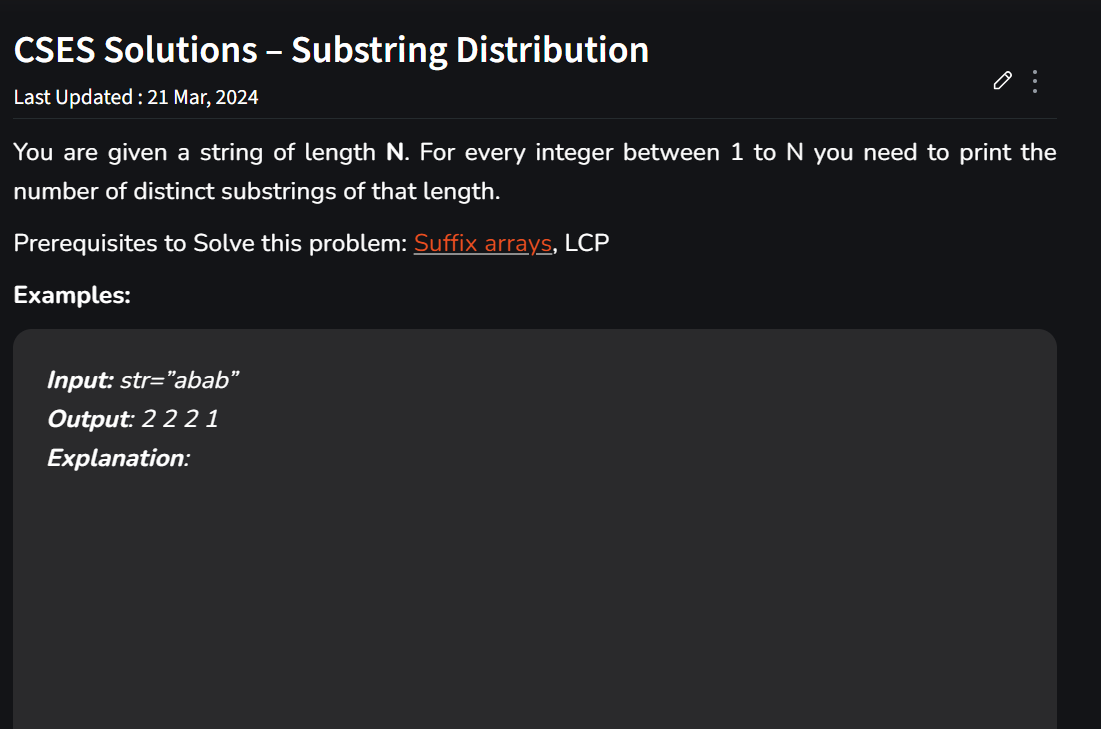 CSES Solutions – Substring Distribution
Last Updated : 21 Mar, 2024
You are given a string of length N. For every integer between 1 to N you need to print the
number of distinct substrings of that length.
Prerequisites to Solve this problem: Suffix arrays, LCP
Examples:
Input: str=”abab”
Output: 2 2 2 1
Explanation: